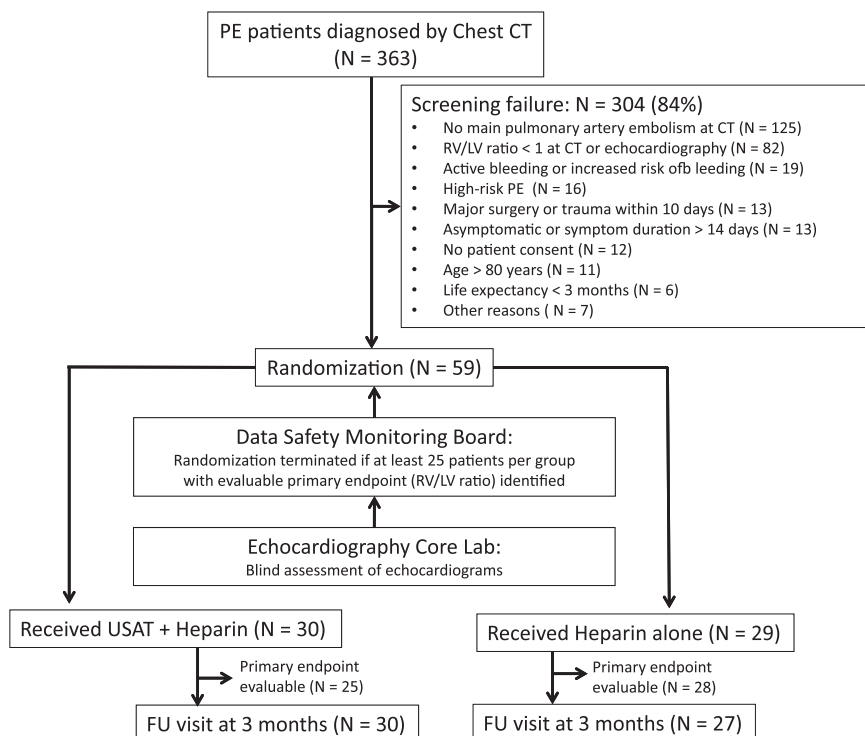 PE patients diagnosed by Chest CT
(N = 363)
Screening failure: N = 304 (84%)
• No main pulmonary artery embolism at CT (N = 125)
• RV/LV ratio < 1 at CT or echocardiography (N = 82)
• Active bleeding or increased risk ofb leeding (N = 19)
• High-risk PE (N = 16)
• Major surgery or trauma within 10 days (N = 13)
• Asymptomatic or symptom duration > 14 days (N = 13)
• No patient consent (N = 12)
• Age > 80 years (N = 11)
• Life expectancy < 3 months (N = 6)
• Other reasons ( N = 7)
Randomization (N = 59)
Data Safety Monitoring Board:
Randomization terminated if at least 25 patients per group
with evaluable primary endpoint (RV/LV ratio) identified
Echocardiography Core Lab:
Blind assessment of echocardiograms
Received USAT + Heparin (N = 30)
Primary endpoint
evaluable (N = 25)
FU visit at 3 months (N = 30)
Received Heparin alone (N = 29)
Primary endpoint
evaluable (N = 28)
FU visit at 3 months (N = 27)